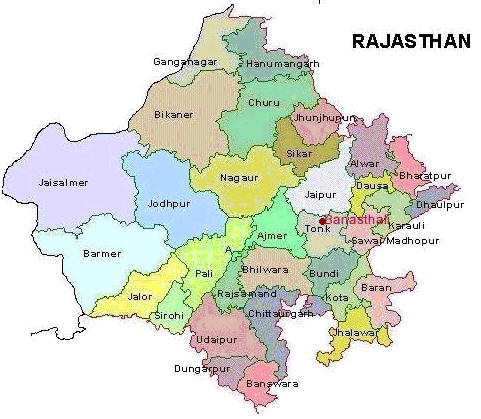 RAJASTHAN
Ganganagar
Hanumangarh
Bikaner
Churu
Jhunjhunun
Sikar
Alwar
Bharatpur
Jaisalmer
Nagaur
Dausa
Jodhpur
Jaipur
Dhaulpur
Banasthali
Karauli
Tonk
Ajmer
Sawai Madhopur
A
Barmer
Pali
Bhilwara
Bundi
Baran
Jalor
Rajsamand
Kota
Sirohi
Chittaurgarh
Jhalawar
Udaipur
Dungarpur
Banswara